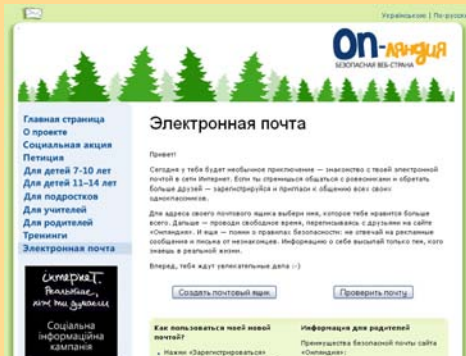 Українською | По-русски
On-ляндия
БЕЗОПАСНАЯ ВЕБ-СТРАНА
Главная страница
О проекте
Социальная акция
Петиция
Для детей 7-10 лет
Для детей 11-14 лет
Для подростков
Для учителей
Для родителей
Тренинги
Электронная почта
інтернет.
Реальніше,
ніж ти думаєш
Соціальна
інформаційна
кампанія
Электронная почта
Привет!
Сегодня у тебя будет необычное приключение — знакомство с твоей электронной
почтой в сети Интернет. Если ты стремишься общаться с ровесниками и обретать
больше друзей — зарегистрируйся и пригласи к общению всех своих
одноклассников.
Для адреса своего почтового ящика выбери имя, которое тебе нравится больше
всего. Дальше — проводи свободное время, переписываясь с друзьями на сайте
«Онляндия». И еще — помни о правилах безопасности: не отвечай на рекламные
сообщения и письма от незнакомцев. Информацию о себе высылай только тем, кого
знаешь в реальной жизни.
Вперед, тебя ждут увлекательные дела :-)
Создать почтовый ящик
Проверить почту
Как пользоваться моей новой
почтой?
Нажми «Зарегистрироваться»
Информация для родителей
Преимущества безопасной почты сайта
«Онляндия»: